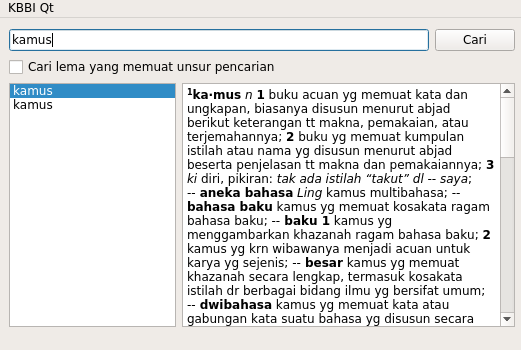 KBBI Qt
kamus
Cari
Cari lema yang memuat unsur pencarian
kamus
kamus
¹ka·mus n 1 buku acuan yg memuat kata dan
ungkapan, biasanya disusun menurut abjad
berikut keterangan tt makna, pemakaian, atau
terjemahannya; 2 buku yg memuat kumpulan
istilah atau nama yg disusun menurut abjad
beserta penjelasan tt makna dan pemakaiannya; 3
ki diri, pikiran: tak ada istilah “takut” dl -- saya;
-- aneka bahasa Ling kamus multibahasa; --
bahasa baku kamus yg memuat kosakata ragam
bahasa baku; -- baku 1 kamus yg
menggambarkan khazanah ragam bahasa baku; 2
kamus yg krn wibawanya menjadi acuan untuk
karya yg sejenis; -- besar kamus yg memuat
khazanah secara lengkap, termasuk kosakata
istilah dr berbagai bidang ilmu yg bersifat umum;
-- dwibahasa kamus yg memuat kata atau
gabungan kata suatu bahasa yg disusun secara